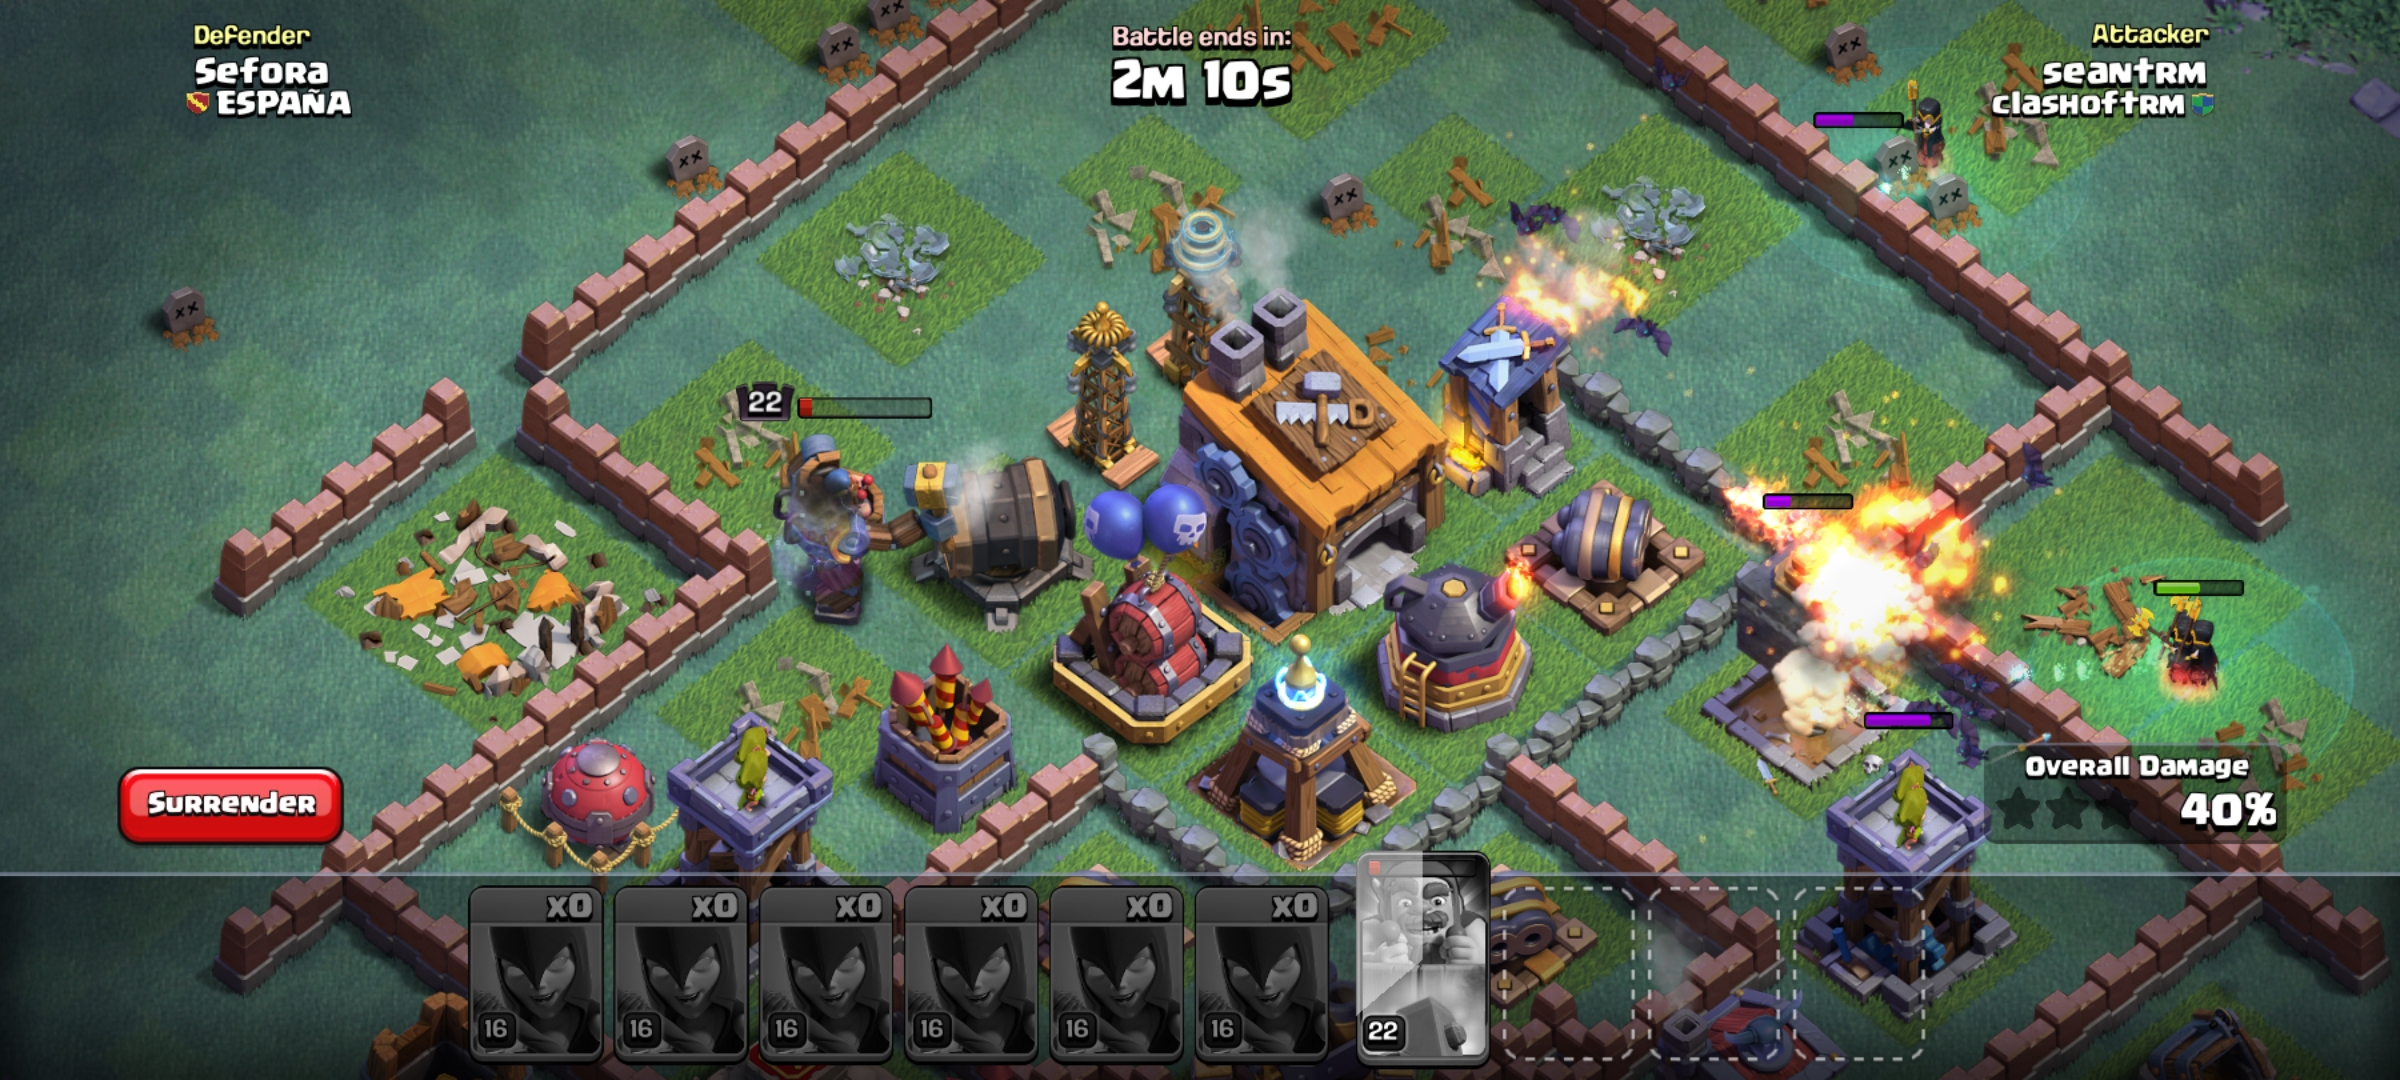 Defender
Sefora
ESPAÑA
Battle ends in:
2M 10s
Attacker
seantRM
clashoftRM
22
Surrender
Overall Damage
40%
x0
x0
x0
x0
x0
x0
16
16
16
16
16
16
22